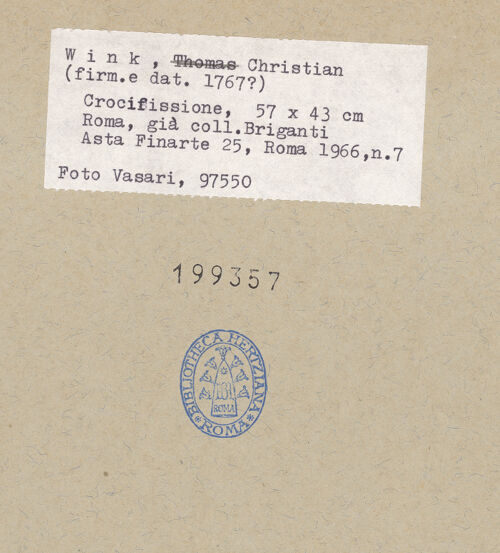 Wink, Thomas Christian
(firm.e dat. 1767?)
Crocifissione, 57 x 43 cm
Roma, già coll.Briganti
Asta Finarte 25, Roma 1966,n.7
Foto Vasari, 97550
199357
BIBLIOTHECA HERTZIANA
ROMA
* ROMA *